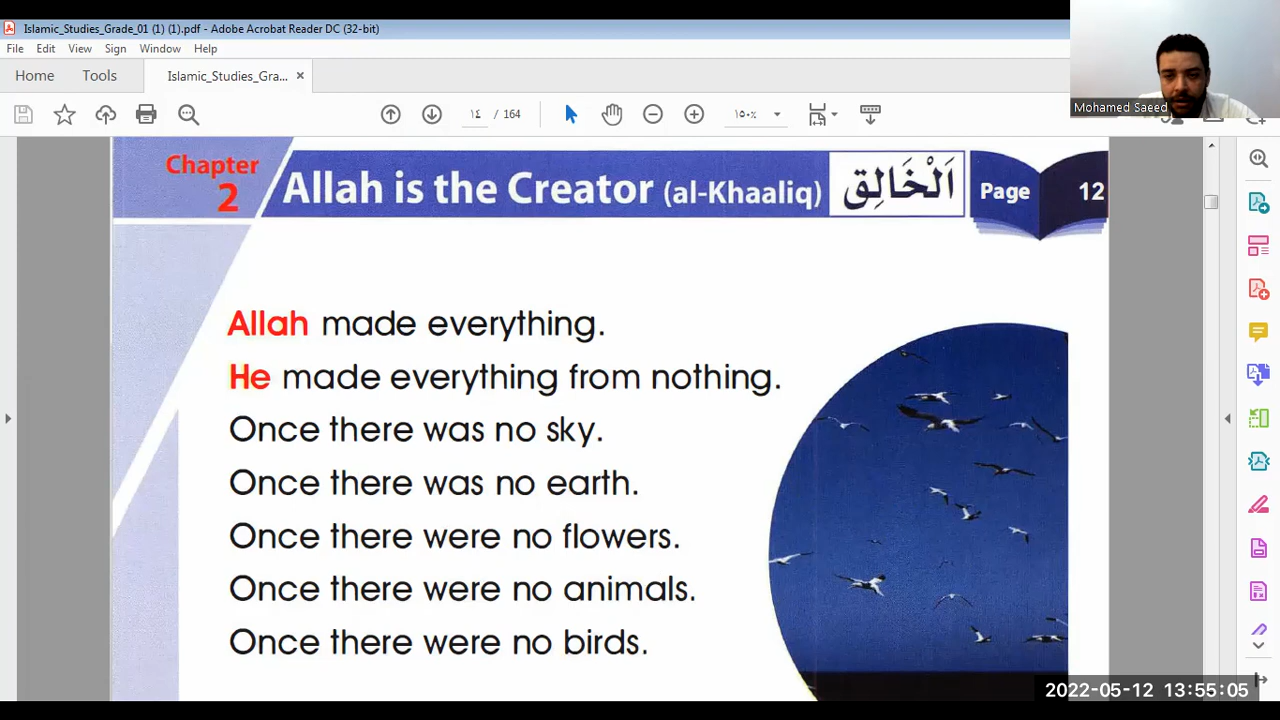 Islamic_Studies_Grade_01 (1) (1).pdf - Adobe Acrobat Reader DC (32-bit)
File Edit View Sign Window Help
Home Tools Islamic_Studies_Gra... ×
٤ / 164 ١٥٠%
Mohamed Saeed
Chapter
2
Allah is the Creator (al-Khaaliq) اَلْخَالِق
Page 12
Allah made everything.
He made everything from nothing.
Once there was no sky.
Once there was no earth.
Once there were no flowers.
Once there were no animals.
Once there were no birds.
2022-05-12 13:55:05